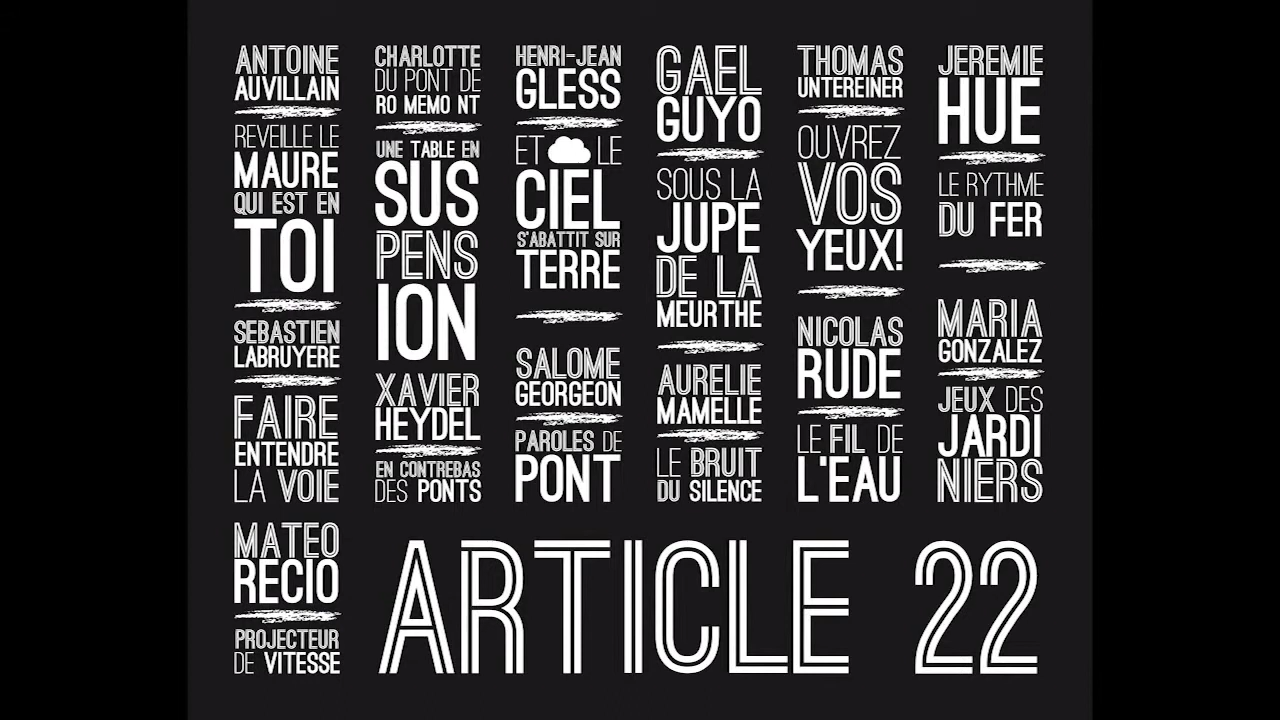 ANTOINE
AUVILLAIN
REVEILLE LE
MAURE
QUI EST EN
TOI
SEBASTIEN
LABRUYERE
FAIRE
ENTENDRE
LA VOIE
MATEO
RECIO
PROJECTEUR
DE VITESSE
CHARLOTTE
DU PONT DE
RO MEMO NT
UNE TABLE EN
SUS
PENS
ION
XAVIER
HEYDEL
EN CONTREBAS
DES PONTS
HENRI-JEAN
GLESS
ET LE
CIEL
S'ABATTIT SUR
TERRE
SALOME
GEORGEON
PAROLES DE
PONT
GAEL
GUYO
SOUS LA
JUPE
DE LA
MEURTHE
AURELIE
MAMELLE
LE BRUIT
DU SILENCE
THOMAS
UNTEREINER
OUVREZ
VOS
YEUX!
NICOLAS
RUDE
LE FIL DE
L'EAU
JEREMIE
HUE
LE RYTHME
DU FER
MARIA
GONZALEZ
JEUX DES
JARDI
NIERS
ARTICLE 22